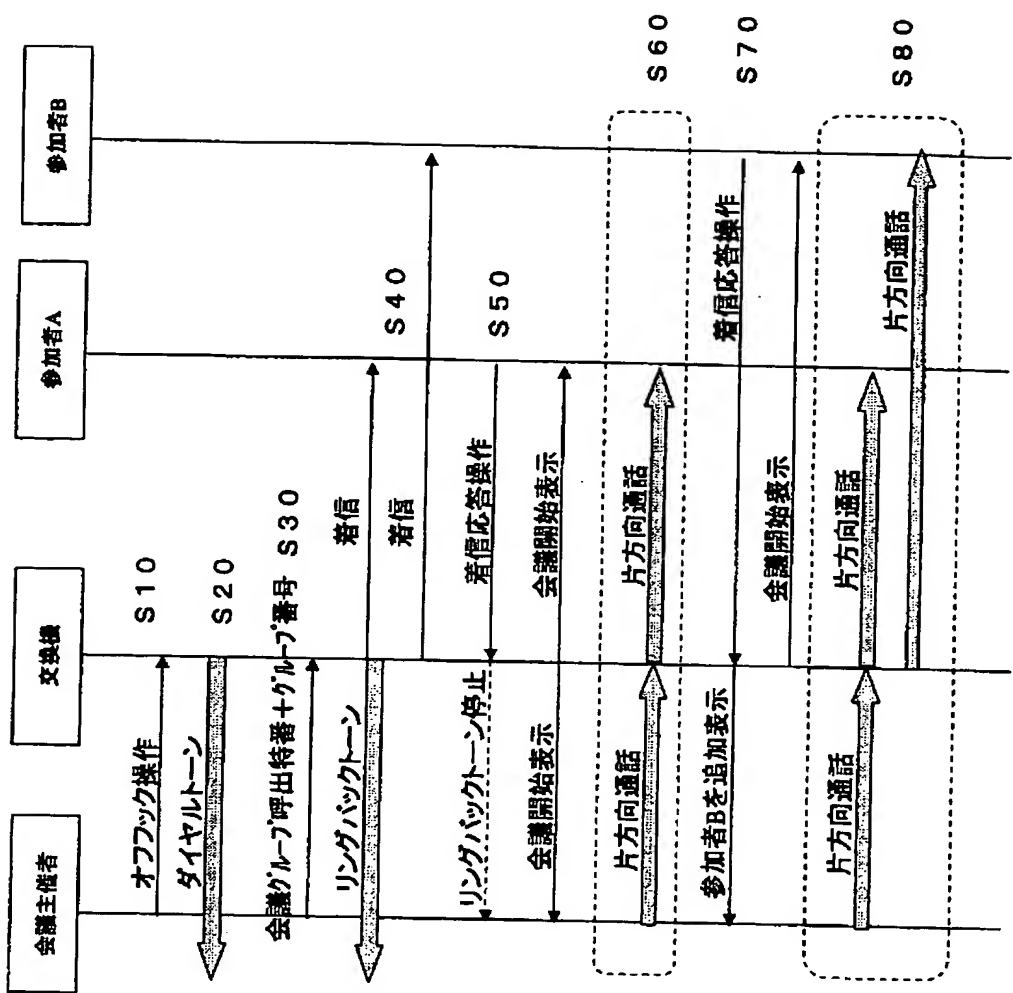 会議主催者
交換機
参加者A
参加者B
オフフック操作
S10
ダイヤルトーン
S20
会議グループ呼出特番+グループ番号 S30
リングバックトーン
着信
着信
S40
リングバックトーン停止
着信応答操作
S50
会議開始表示
会議開始表示
片方向通話
片方向通話
S60
参加者Bを追加表示
着信応答操作
S70
会議開始表示
片方向通話
片方向通話
片方向通話
S80